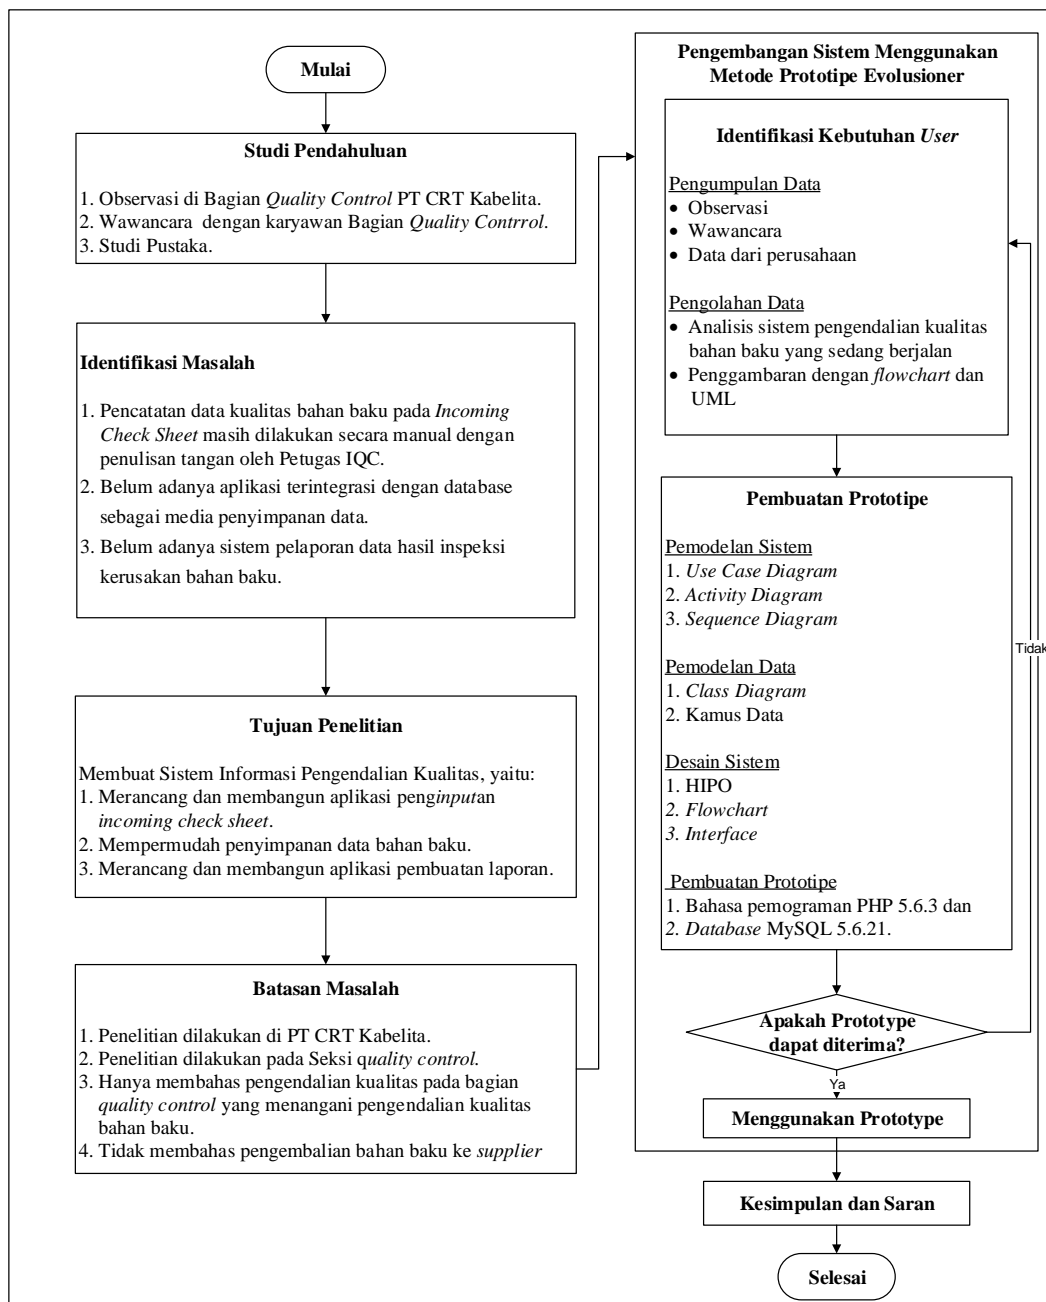 Mulai
Studi Pendahuluan
1. Observasi di Bagian Quality Control PT CRT Kabelita.
2. Wawancara dengan karyawan Bagian Quality Contrrol.
3. Studi Pustaka.
Identifikasi Masalah
1. Pencatatan data kualitas bahan baku pada Incoming
Check Sheet masih dilakukan secara manual dengan
penulisan tangan oleh Petugas IQC.
2. Belum adanya aplikasi terintegrasi dengan database
sebagai media penyimpanan data.
3. Belum adanya sistem pelaporan data hasil inspeksi
kerusakan bahan baku.
Tujuan Penelitian
Membuat Sistem Informasi Pengendalian Kualitas, yaitu:
1. Merancang dan membangun aplikasi penginputan
incoming check sheet.
2. Mempermudah penyimpanan data bahan baku.
3. Merancang dan membangun aplikasi pembuatan laporan.
Batasan Masalah
1. Penelitian dilakukan di PT CRT Kabelita.
2. Penelitian dilakukan pada Seksi quality control.
3. Hanya membahas pengendalian kualitas pada bagian
quality control yang menangani pengendalian kualitas
bahan baku.
4. Tidak membahas pengembalian bahan baku ke supplier
Pengembangan Sistem Menggunakan
Metode Prototipe Evolusioner
Identifikasi Kebutuhan User
Pengumpulan Data
• Observasi
• Wawancara
• Data dari perusahaan
Pengolahan Data
• Analisis sistem pengendalian kualitas
bahan baku yang sedang berjalan
• Penggambaran dengan flowchart dan
UML
Pembuatan Prototipe
Pemodelan Sistem
1. Use Case Diagram
2. Activity Diagram
3. Sequence Diagram
Pemodelan Data
1. Class Diagram
2. Kamus Data
Desain Sistem
1. HIPO
2. Flowchart
3. Interface
Pembuatan Prototipe
1. Bahasa pemograman PHP 5.6.3 dan
2. Database MySQL 5.6.21.
Apakah Prototype
dapat diterima?
Tidak
Ya
Menggunakan Prototype
Kesimpulan dan Saran
Selesai